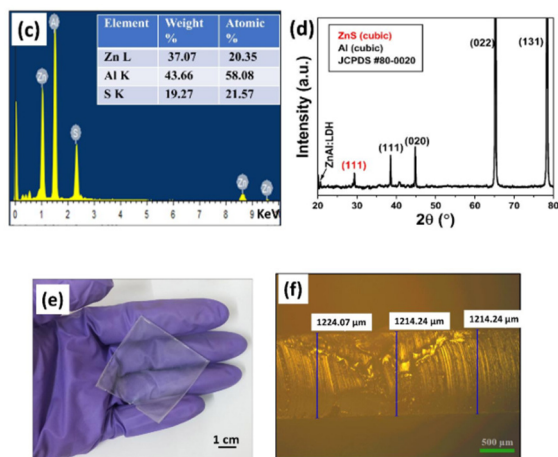 (c)
Element Weight % Atomic %
Zn L 37.07 20.35
Al K 43.66 58.08
S K 19.27 21.57
Zn
Al
S
Zn
Zn
0 1 2 3 4 5 6 7 8 9 KeV
(d)
ZnS (cubic)
Al (cubic)
JCPDS #80-0020
Intensity (a.u.)
ZnAl:LDH
(111)
(111)
(020)
(022)
(131)
20 30 40 50 60 70 80
2θ (°)
(e)
1 cm
(f)
1224.07 μm
1214.24 μm
1214.24 μm
500 μm